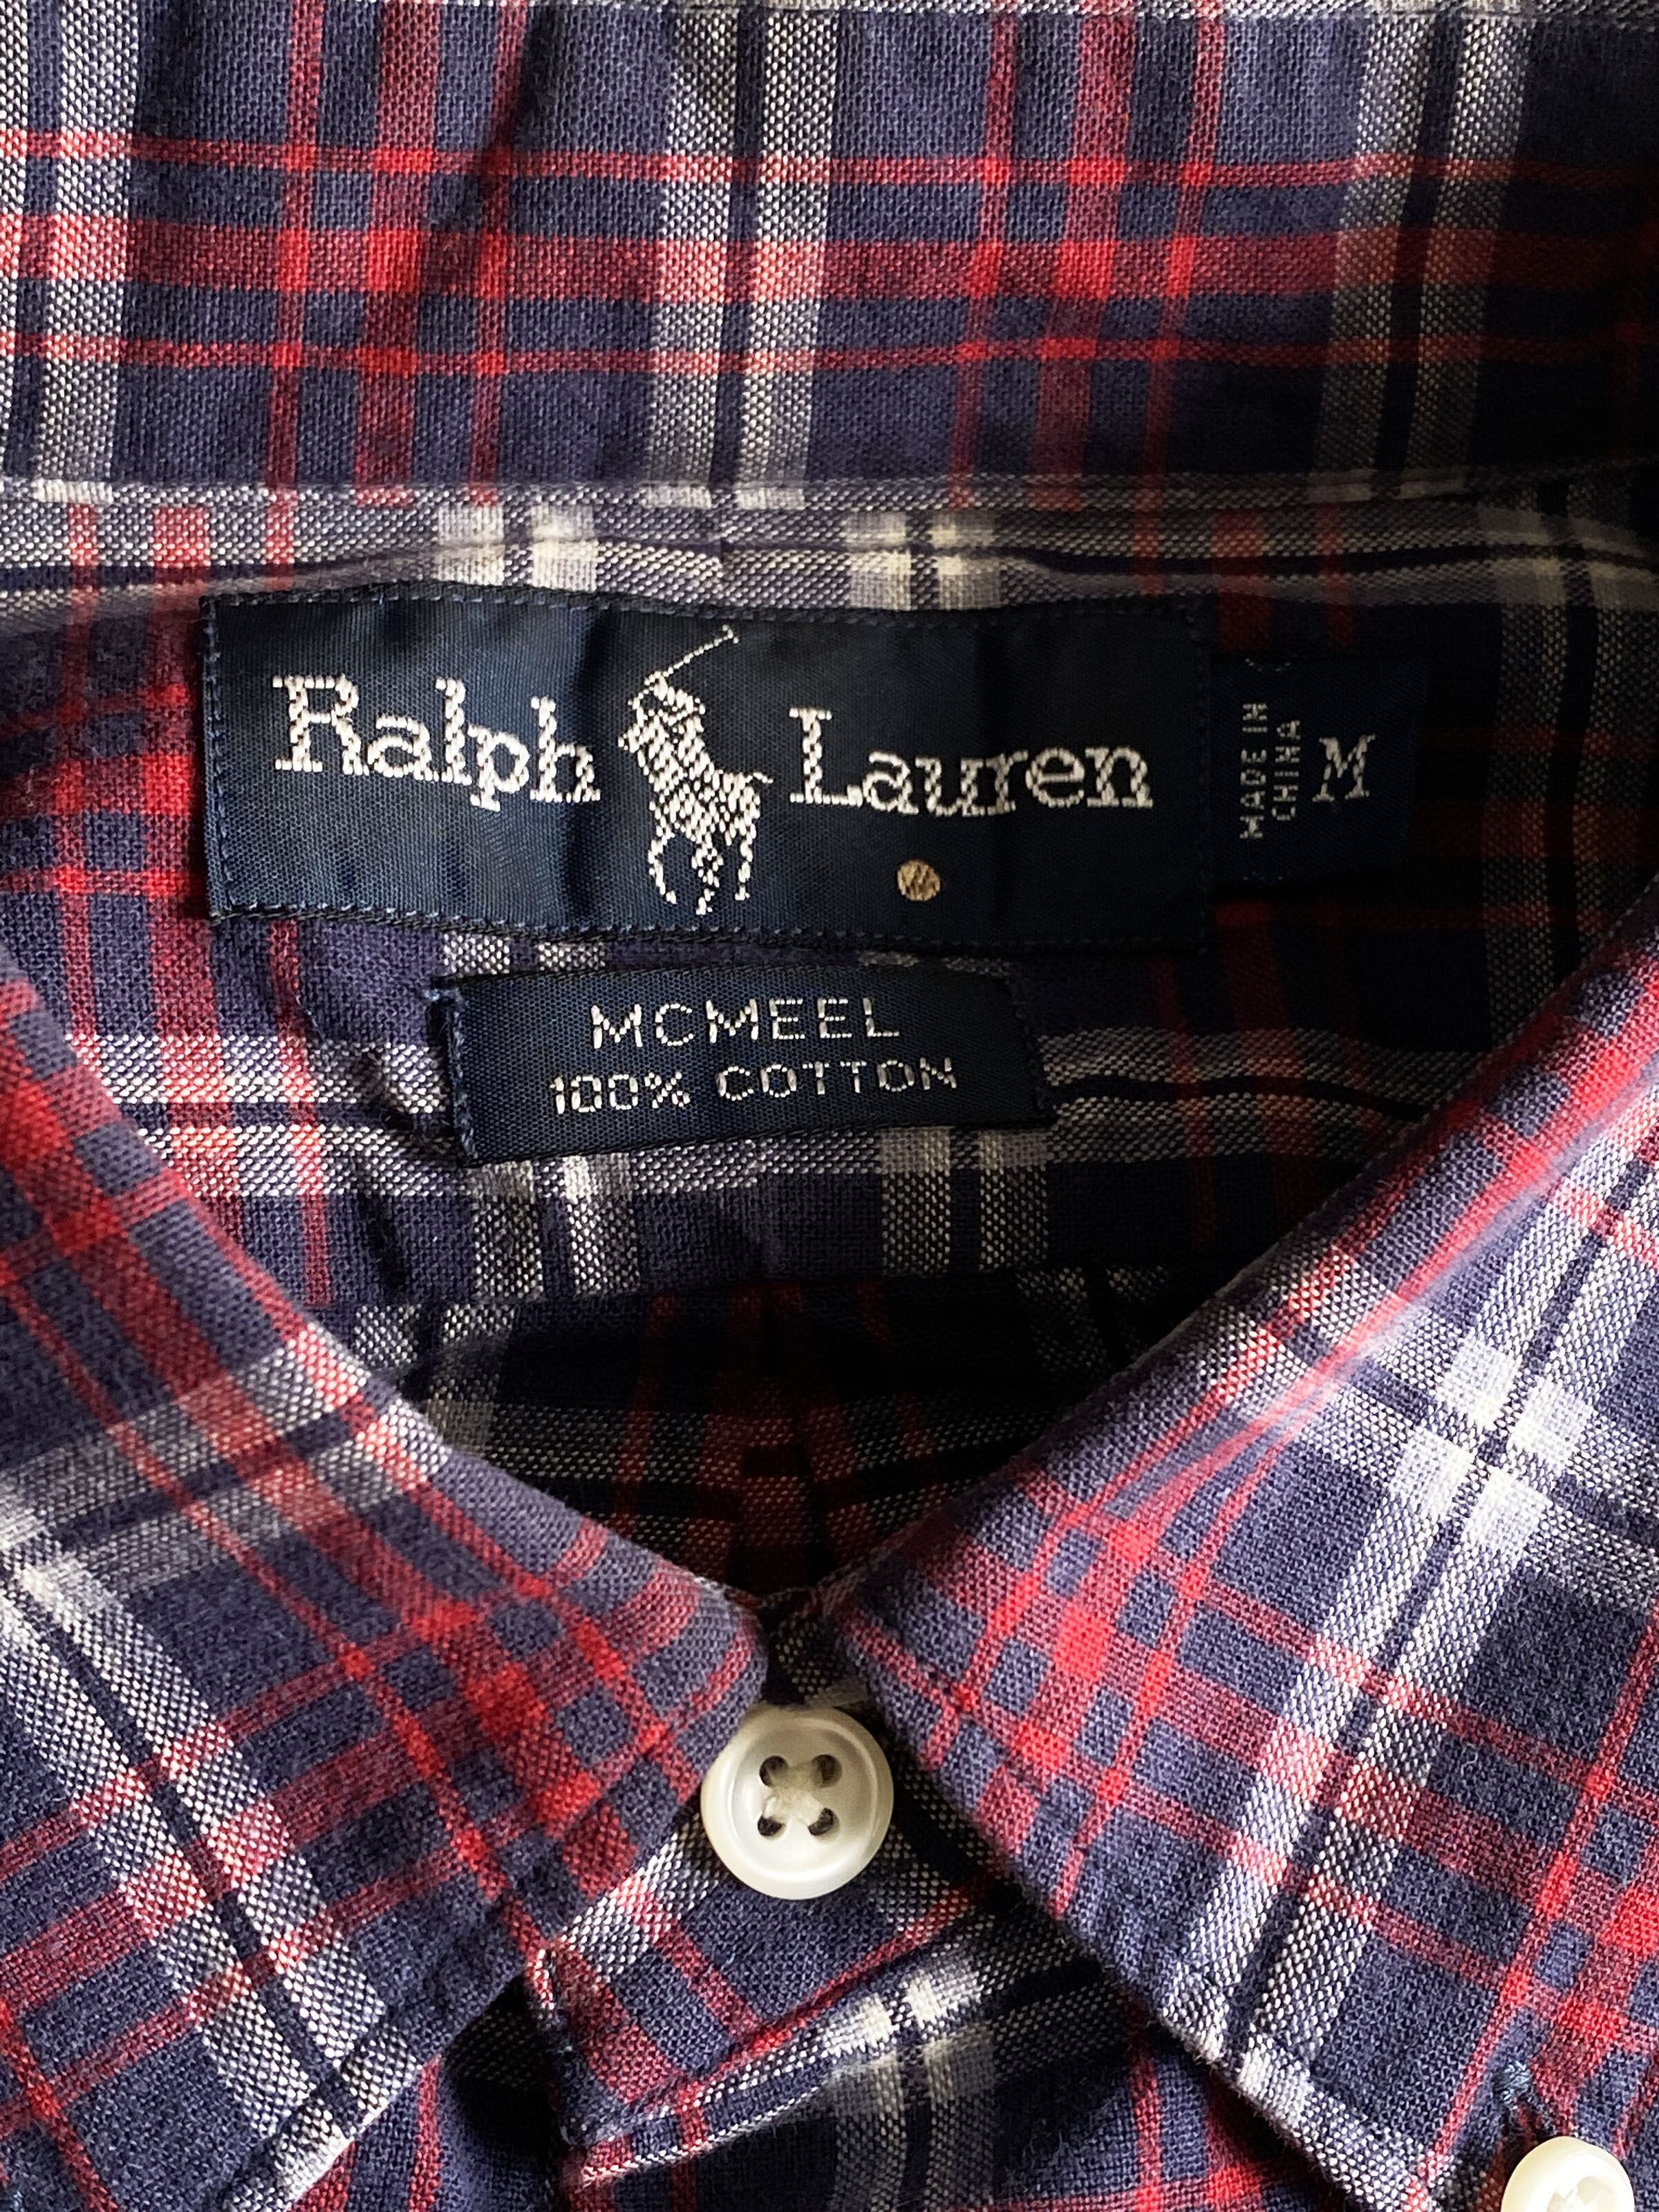 Ralph Lauren
MADE IN
CHINA
M
MCMEEL
100% COTTON